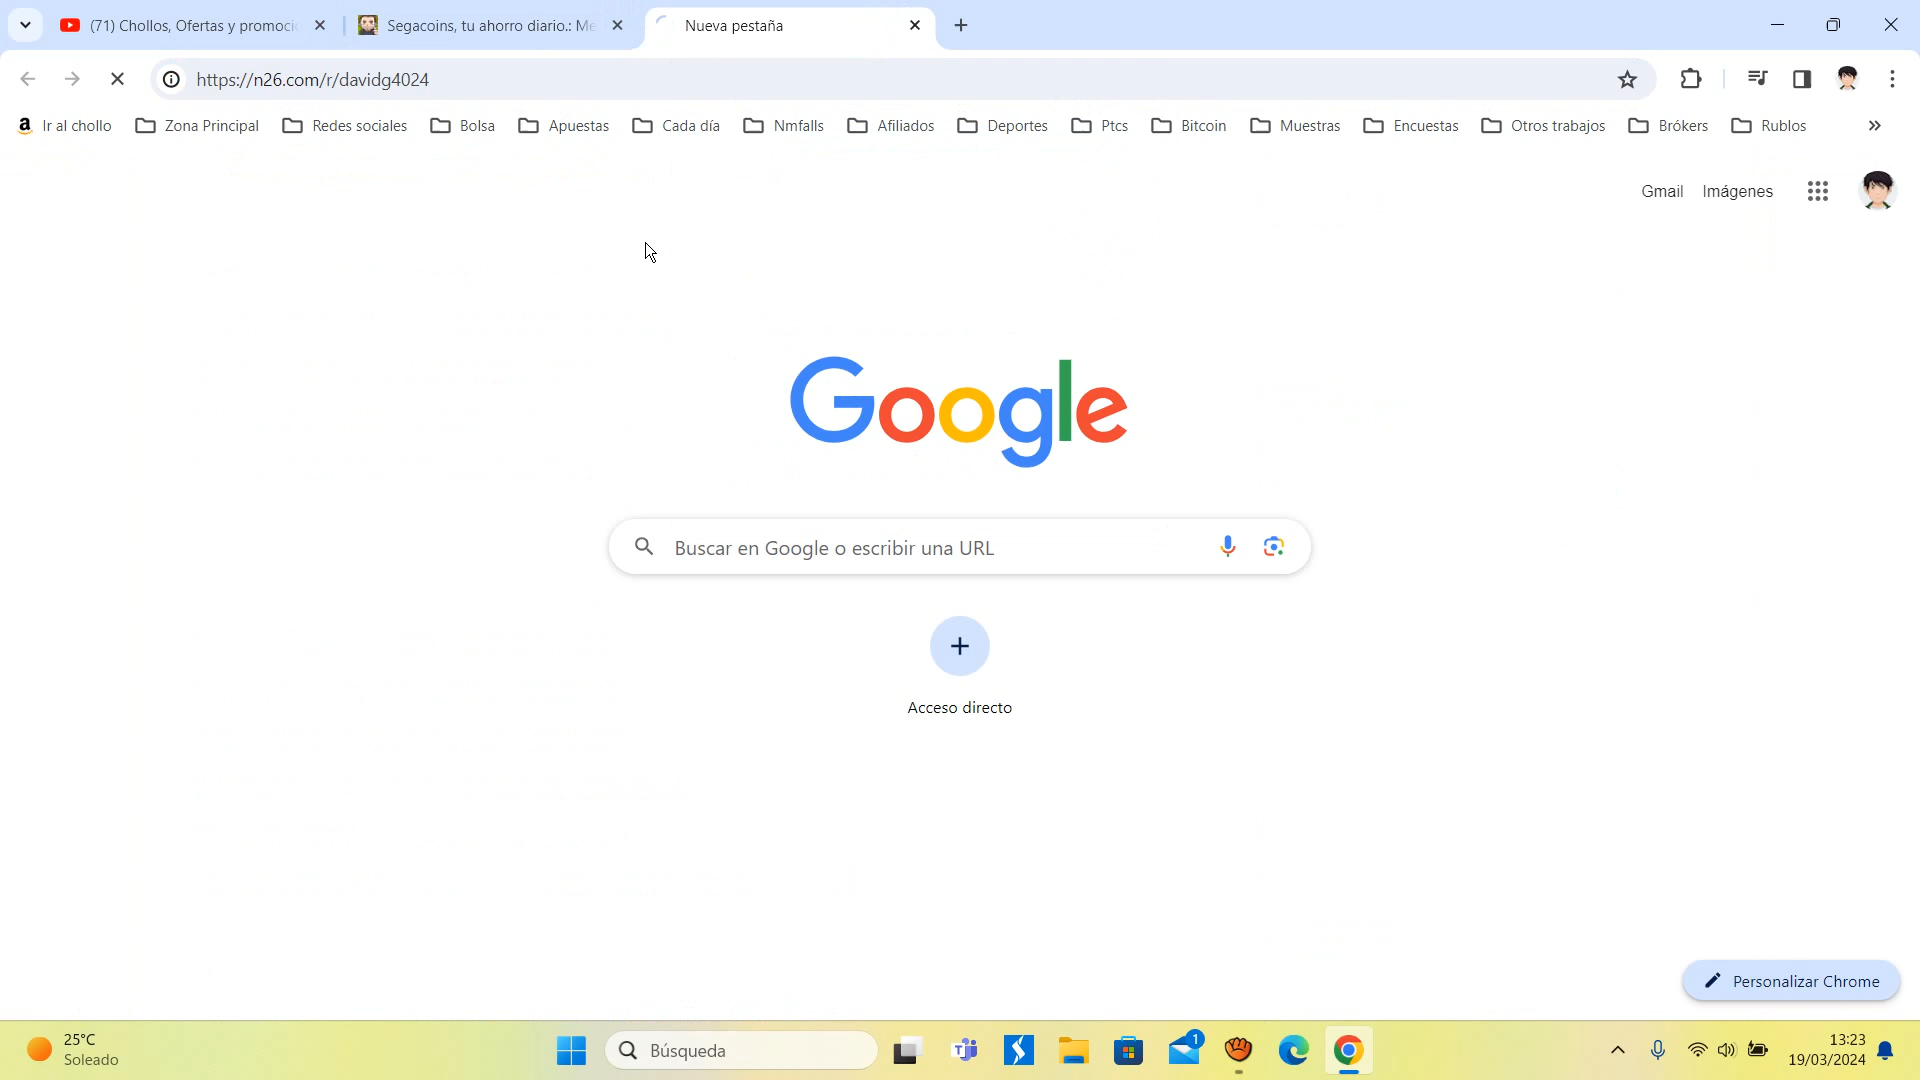 (71) Chollos, Ofertas y promoci
Segacoins, tu ahorro diario.: Me
Nueva pestaña
https://n26.com/r/davidg4024
a Ir al chollo
Zona Principal
Redes sociales
Bolsa
Apuestas
Cada día
Nmfalls
Afiliados
Deportes
Ptcs
Bitcoin
Muestras
Encuestas
Otros trabajos
Brókers
Rublos
Gmail
Imágenes
Google
Buscar en Google o escribir una URL
Acceso directo
Personalizar Chrome
25°C
Soleado
Búsqueda
1
13:23
19/03/2024